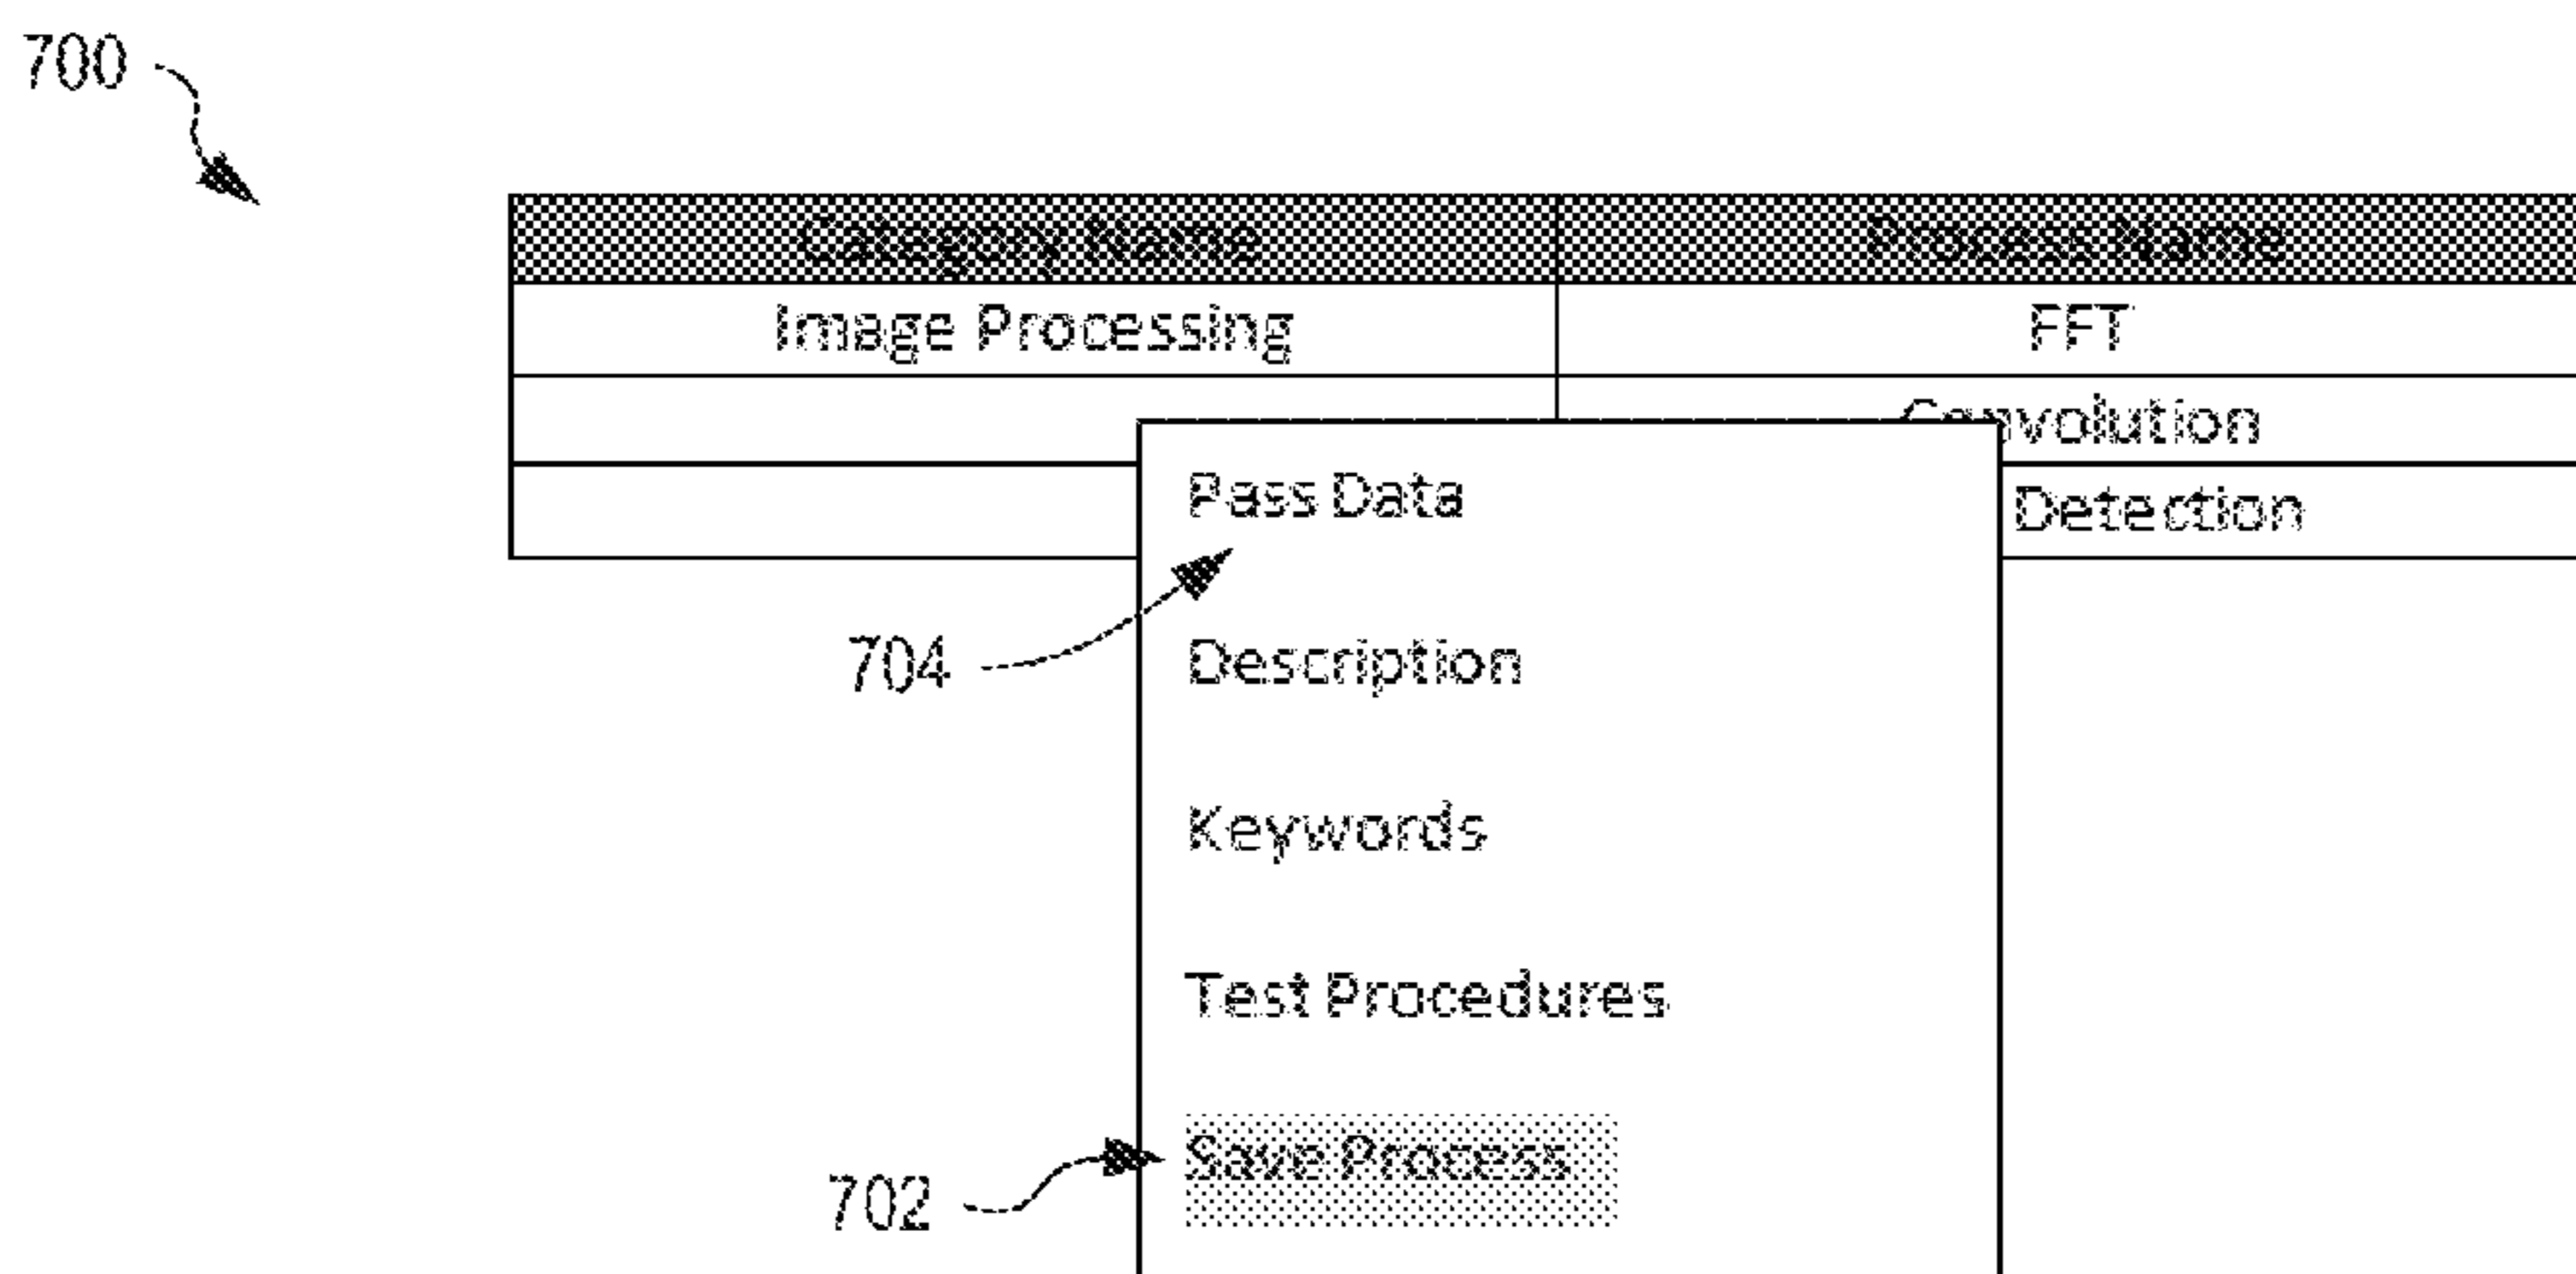 700
Category Name Process Name
Image Processing FFT
Convolution
Pass Data
Detection
704
Description
Keywords
Test Procedures
Save Process
702